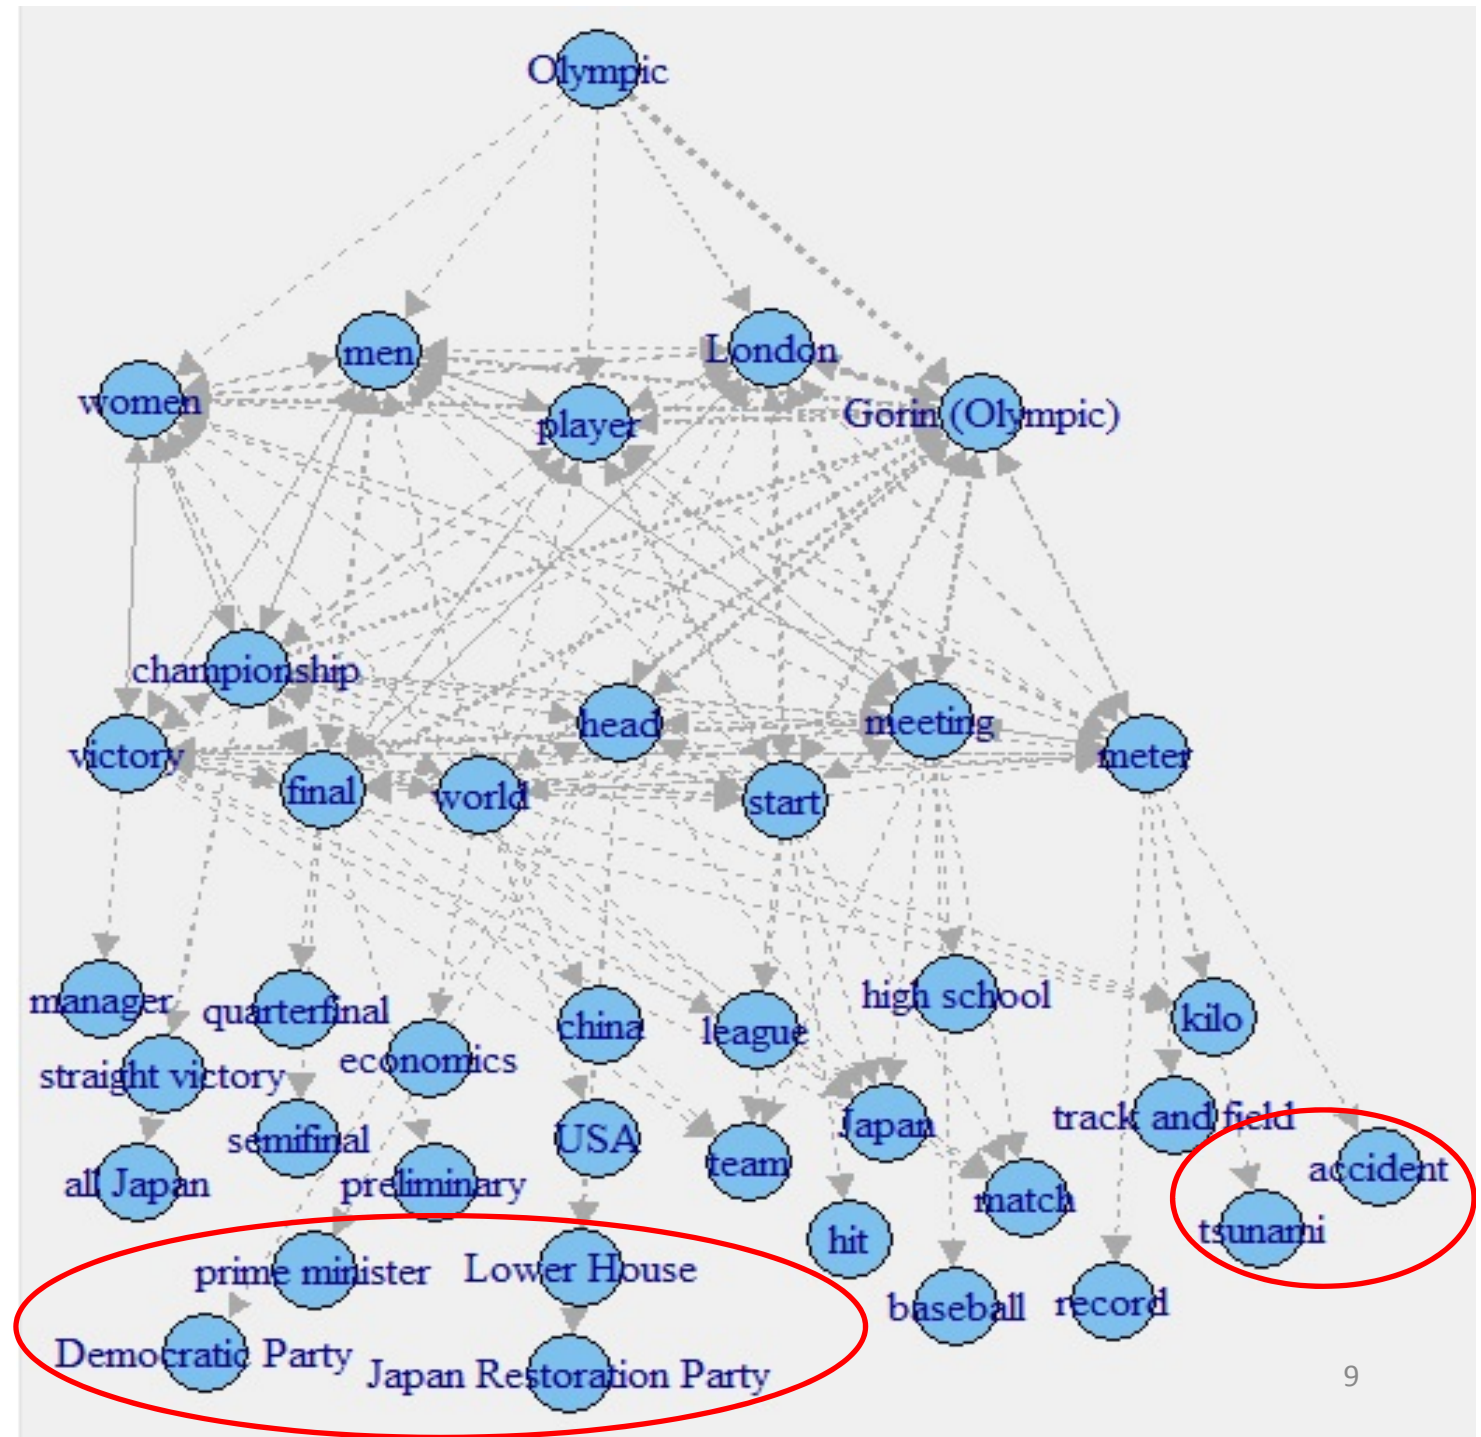 Olympic
men
London
women
player
Gorin (Olympic)
championship
head
meeting
victory
final
world
start
meter
manager
quarterfinal
economics
china
league
high school
kilo
straight victory
semifinal
USA
team
Japan
track and field
all Japan
preliminary
match
accident
tsunami
hit
prime minister
Lower House
baseball
record
Democratic Party
Japan Restoration Party
9